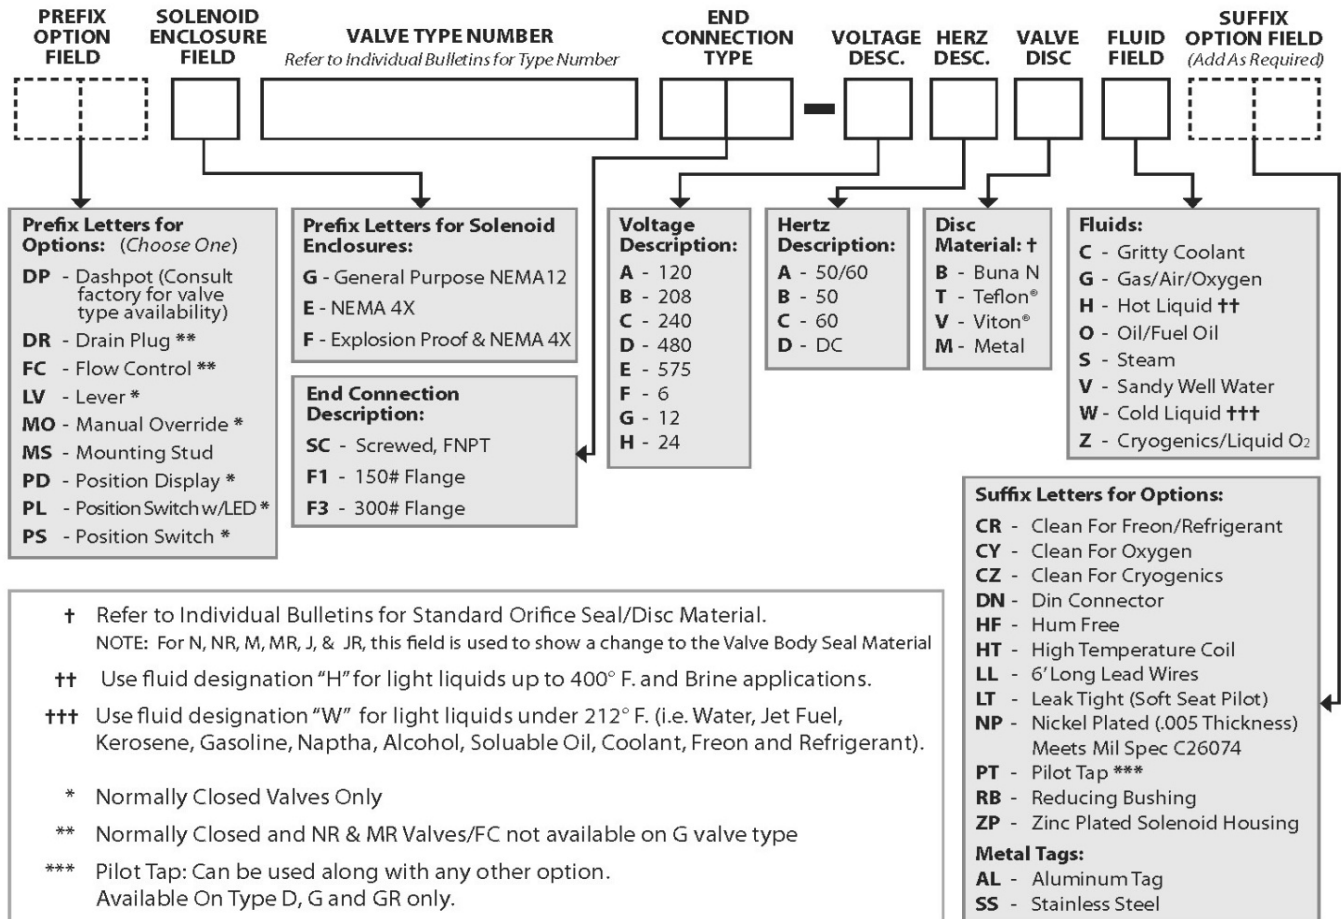 PREFIX
OPTION
FIELD
SOLENOID
ENCLOSURE
FIELD
VALVE TYPE NUMBER
Refer to Individual Bulletins for Type Number
END
CONNECTION
TYPE
VOLTAGE
DESC.
HERZ
DESC.
VALVE
DISC
FLUID
FIELD
SUFFIX
OPTION FIELD
(Add As Required)
Prefix Letters for
Options: (Choose One)
DP - Dashpot (Consult
factory for valve
type availability)
DR - Drain Plug **
FC - Flow Control **
LV - Lever *
MO - Manual Override *
MS - Mounting Stud
PD - Position Display *
PL - Position Switch w/LED *
PS - Position Switch *
Prefix Letters for Solenoid
Enclosures:
G - General Purpose NEMA12
E - NEMA 4X
F - Explosion Proof & NEMA 4X
End Connection
Description:
SC - Screwed, FNPT
F1 - 150# Flange
F3 - 300# Flange
Voltage
Description:
A - 120
B - 208
C - 240
D - 480
E - 575
F - 6
G - 12
H - 24
Hertz
Description:
A - 50/60
B - 50
C - 60
D - DC
Disc
Material: †
B - Buna N
T - Teflon®
V - Viton®
M - Metal
Fluids:
C - Gritty Coolant
G - Gas/Air/Oxygen
H - Hot Liquid ††
O - Oil/Fuel Oil
S - Steam
V - Sandy Well Water
W - Cold Liquid †††
Z - Cryogenics/Liquid O₂
Suffix Letters for Options:
CR - Clean For Freon/Refrigerant
CY - Clean For Oxygen
CZ - Clean For Cryogenics
DN - Din Connector
HF - Hum Free
HT - High Temperature Coil
LL - 6' Long Lead Wires
LT - Leak Tight (Soft Seat Pilot)
NP - Nickel Plated (.005 Thickness)
Meets Mil Spec C26074
PT - Pilot Tap ***
RB - Reducing Bushing
ZP - Zinc Plated Solenoid Housing
Metal Tags:
AL - Aluminum Tag
SS - Stainless Steel
† Refer to Individual Bulletins for Standard Orifice Seal/Disc Material.
NOTE: For N, NR, M, MR, J, & JR, this field is used to show a change to the Valve Body Seal Material
†† Use fluid designation "H" for light liquids up to 400° F. and Brine applications.
††† Use fluid designation "W" for light liquids under 212° F. (i.e. Water, Jet Fuel,
Kerosene, Gasoline, Naptha, Alcohol, Soluable Oil, Coolant, Freon and Refrigerant).
* Normally Closed Valves Only
** Normally Closed and NR & MR Valves/FC not available on G valve type
*** Pilot Tap: Can be used along with any other option.
Available On Type D, G and GR only.